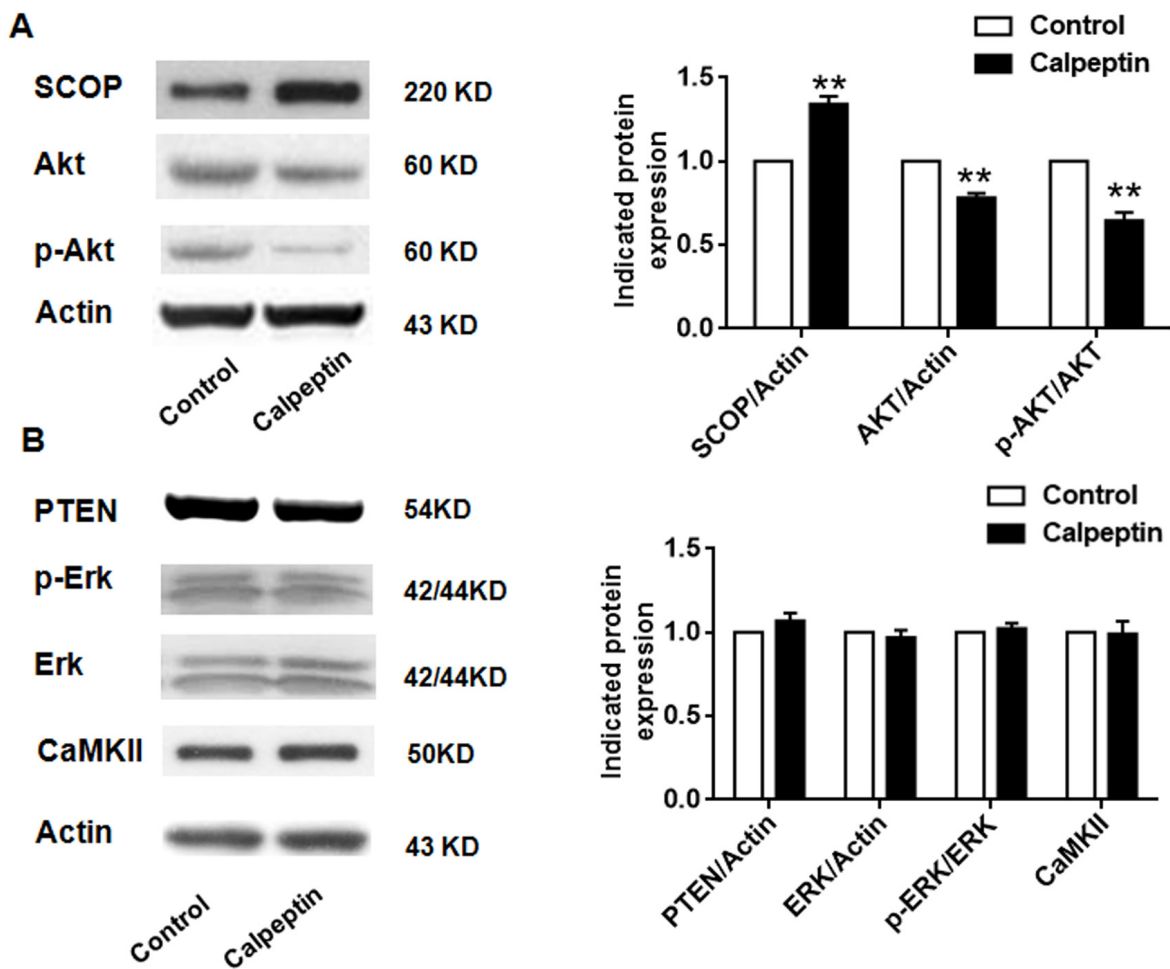 A
SCOP
220 KD
Akt
60 KD
p-Akt
60 KD
Actin
43 KD
Control
Calpeptin
Control
Calpeptin
Indicated protein
expression
1.5
1.0
0.5
0.0
**
**
**
SCOP/Actin
AKT/Actin
p-AKT/AKT
B
PTEN
54KD
p-Erk
42/44KD
Erk
42/44KD
CaMKII
50KD
Actin
43 KD
Control
Calpeptin
Control
Calpeptin
Indicated protein
expression
1.5
1.0
0.5
0.0
PTEN/Actin
ERK/Actin
p-ERK/ERK
CaMKII